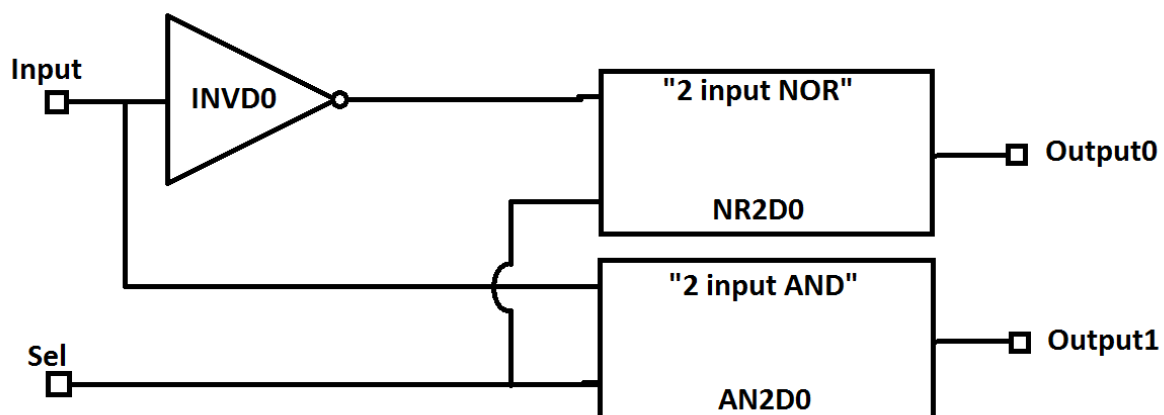 Input
INVD0
"2 input NOR"
NR2D0
Output0
"2 input AND"
AN2D0
Output1
Sel